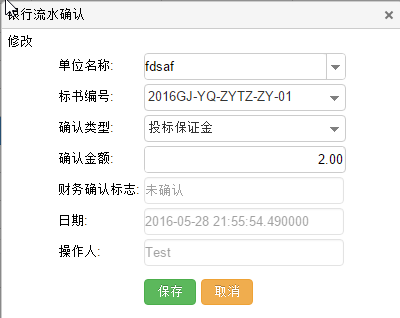 银行流水确认
修改
单位名称: fdsaf
标书编号: 2016GJ-YQ-ZYTZ-ZY-01
确认类型: 投标保证金
确认金额: 2.00
财务确认标志: 未确认
日期: 2016-05-28 21:55:54.490000
操作人: Test
保存 取消